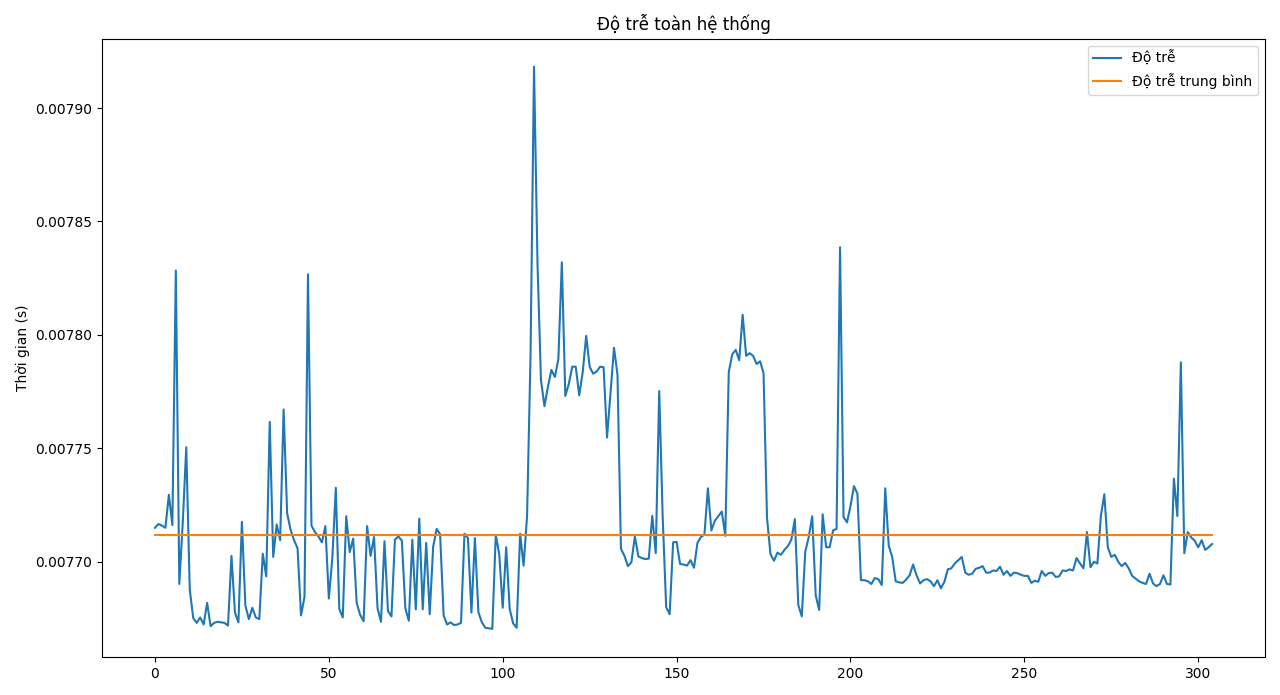 Độ trễ toàn hệ thống
Độ trễ
Độ trễ trung bình
Thời gian (s)
0.00790
0.00785
0.00780
0.00775
0.00770
0 50 100 150 200 250 300